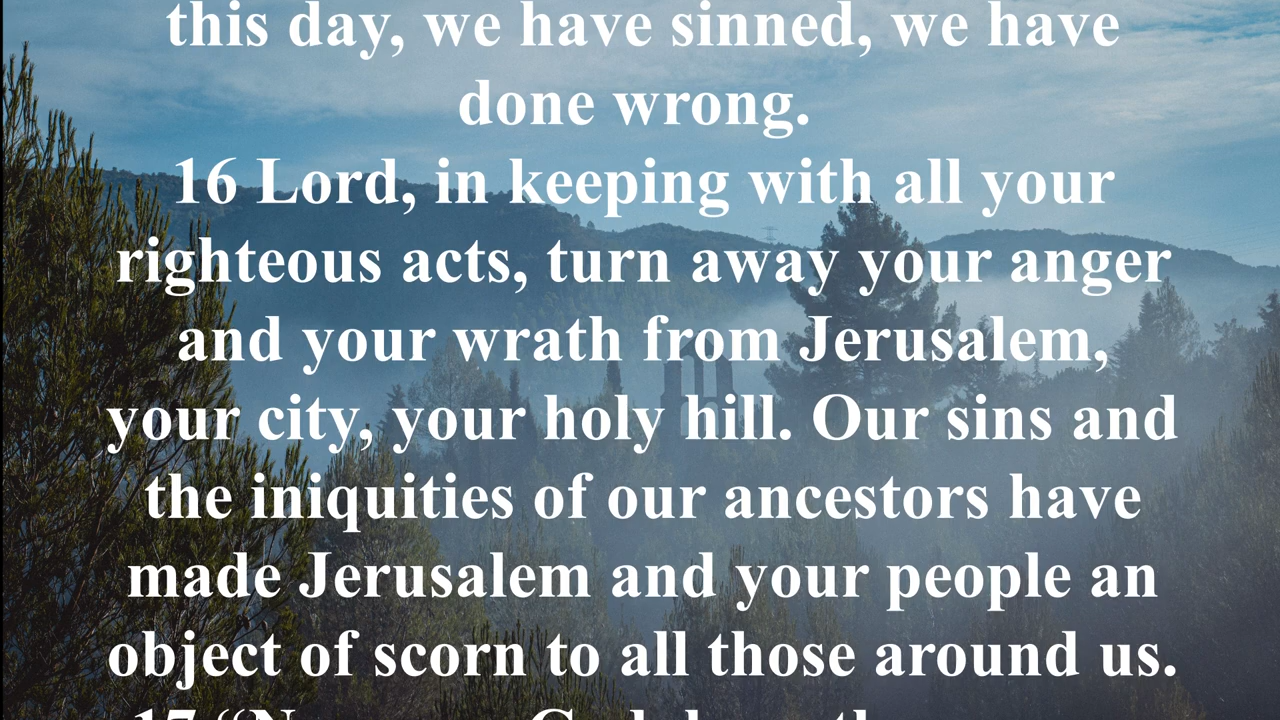 this day, we have sinned, we have
done wrong.
16 Lord, in keeping with all your
righteous acts, turn away your anger
and your wrath from Jerusalem,
your city, your holy hill. Our sins and
the iniquities of our ancestors have
made Jerusalem and your people an
object of scorn to all those around us.